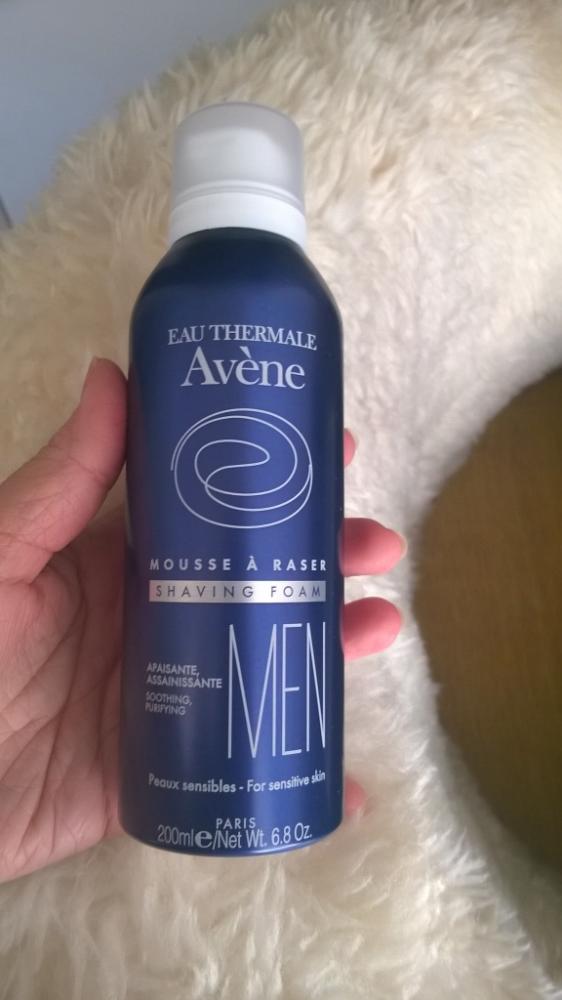 EAU THERMALE
Avène
MOUSSE À RASER
SHAVING FOAM
APAISANTE,
ASSAINISSANTE
SOOTHING,
PURIFYING
MEN
Peaux sensibles - For sensitive skin
PARIS
200ml℮/Net Wt. 6.8 Oz.